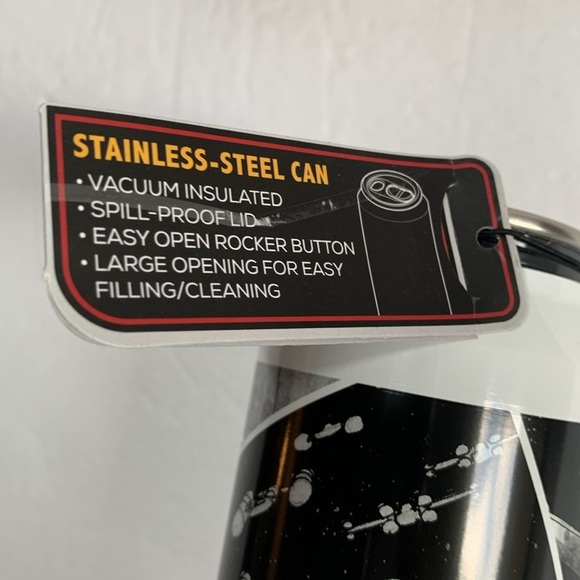 STAINLESS-STEEL CAN
• VACUUM INSULATED
• SPILL-PROOF LID
• EASY OPEN ROCKER BUTTON
• LARGE OPENING FOR EASY
FILLING/CLEANING